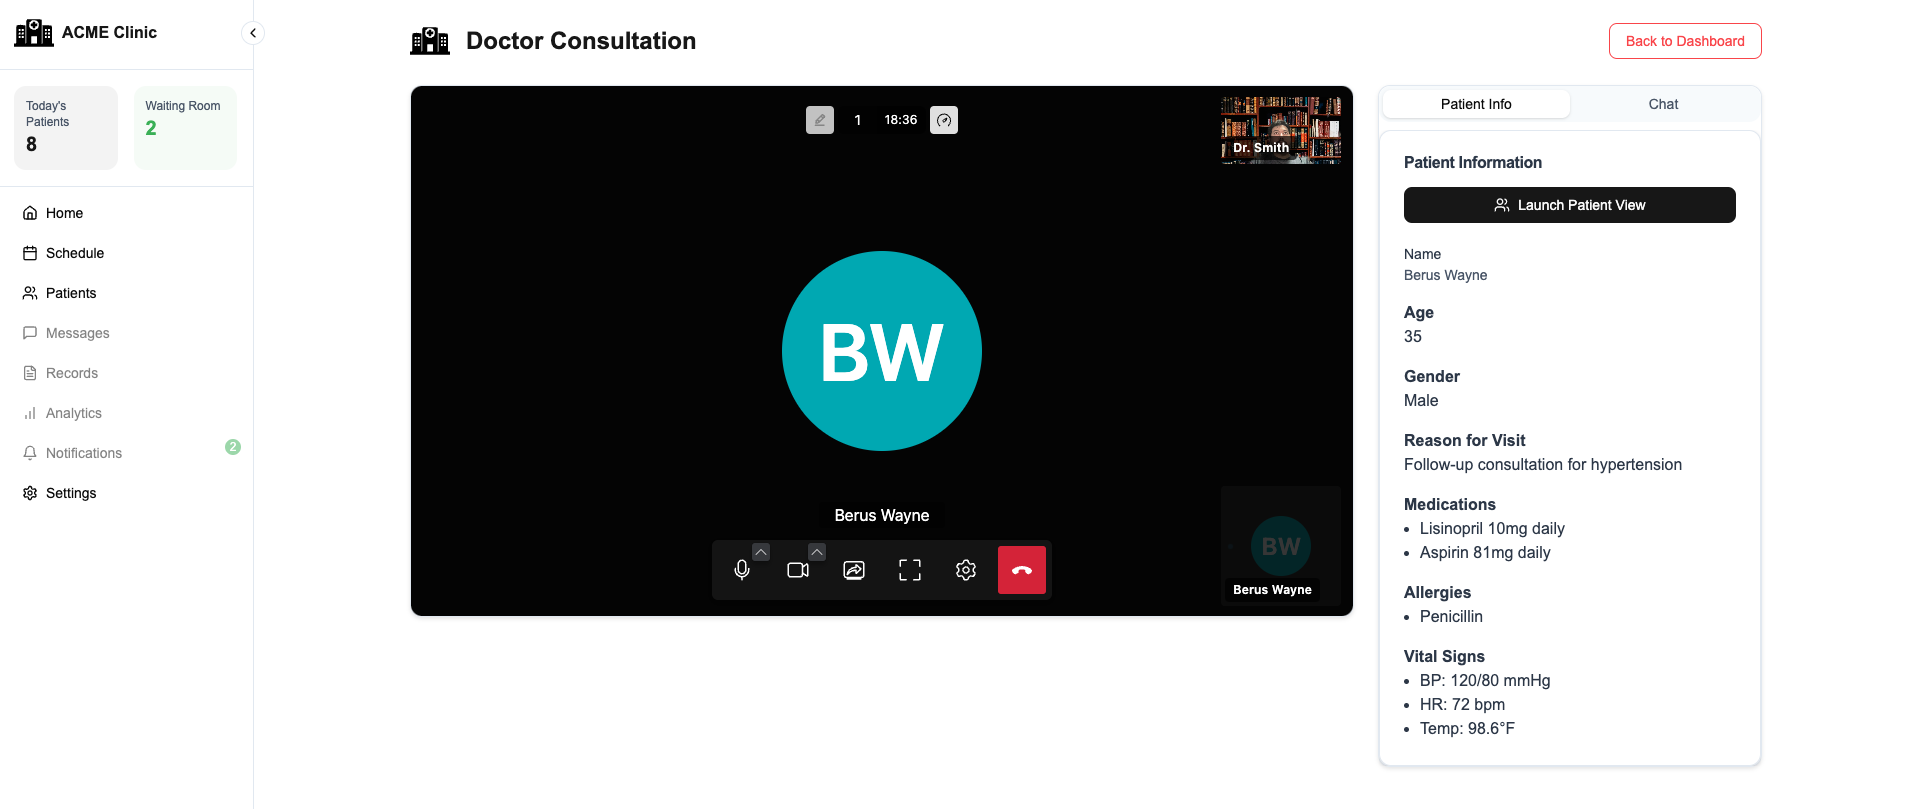 ACME Clinic
Today's
Patients
8
Waiting Room
2
Home
Schedule
Patients
Messages
Records
Analytics
Notifications
2
Settings
Doctor Consultation
Back to Dashboard
1
18:36
Dr. Smith
BW
Berus Wayne
BW
Berus Wayne
Patient Info
Chat
Patient Information
Launch Patient View
Name
Berus Wayne
Age
35
Gender
Male
Reason for Visit
Follow-up consultation for hypertension
Medications
• Lisinopril 10mg daily
• Aspirin 81mg daily
Allergies
• Penicillin
Vital Signs
• BP: 120/80 mmHg
• HR: 72 bpm
• Temp: 98.6°F